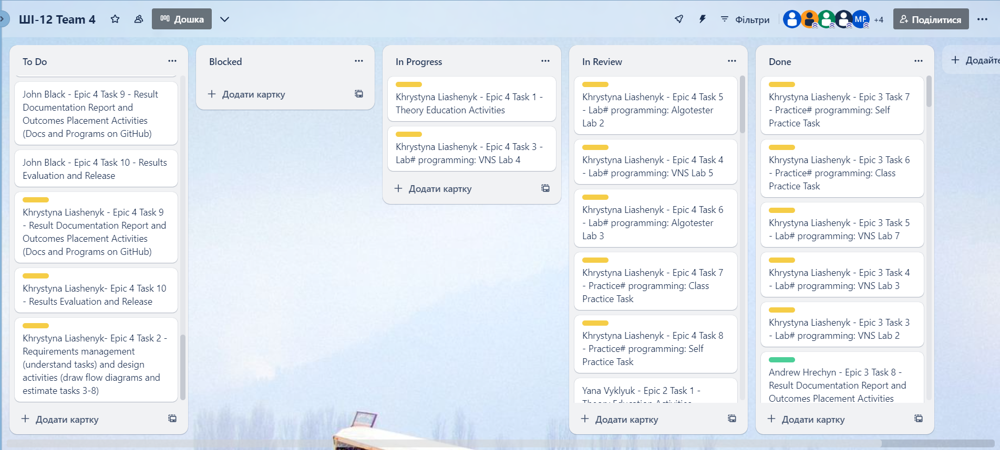 ШІ-12 Team 4
Дошка
Фільтри
MF
+4
Поділитися
To Do
John Black - Epic 4 Task 9 - Result
Documentation Report and
Outcomes Placement Activities
(Docs and Programs on GitHub)
John Black - Epic 4 Task 10 - Results
Evaluation and Release
Khrystyna Liashenyk - Epic 4 Task 9
- Result Documentation Report and
Outcomes Placement Activities
(Docs and Programs on GitHub)
Khrystyna Liashenyk- Epic 4 Task 10
- Results Evaluation and Release
Khrystyna Liashenyk- Epic 4 Task 2 -
Requirements management
(understand tasks) and design
activities (draw flow diagrams and
estimate tasks 3-8)
Додати картку
Blocked
Додати картку
In Progress
Khrystyna Liashenyk - Epic 4 Task 1 -
Theory Education Activities
Khrystyna Liashenyk - Epic 4 Task 3 -
Lab# programming: VNS Lab 4
Додати картку
In Review
Khrystyna Liashenyk - Epic 4 Task 5
- Lab# programming: Algotester
Lab 2
Khrystyna Liashenyk - Epic 4 Task 4
- Lab# programming: VNS Lab 5
Khrystyna Liashenyk - Epic 4 Task 6
- Lab# programming: Algotester
Lab 3
Khrystyna Liashenyk - Epic 4 Task 7
- Practice# programming: Class
Practice Task
Khrystyna Liashenyk - Epic 4 Task 8
- Practice# programming: Self
Practice Task
Yana Vyklyuk - Epic 2 Task 1 -
Theory Education Activities
Додати картку
Done
Khrystyna Liashenyk - Epic 3 Task 7
- Practice# programming: Self
Practice Task
Khrystyna Liashenyk - Epic 3 Task 6
- Practice# programming: Class
Practice Task
Khrystyna Liashenyk - Epic 3 Task 5
- Lab# programming: VNS Lab 7
Khrystyna Liashenyk - Epic 3 Task 4
- Lab# programming: VNS Lab 3
Khrystyna Liashenyk - Epic 3 Task 3
- Lab# programming: VNS Lab 2
Andrew Hrechyn - Epic 3 Task 8 -
Result Documentation Report and
Outcomes Placement Activities
Додати картку
Додайте